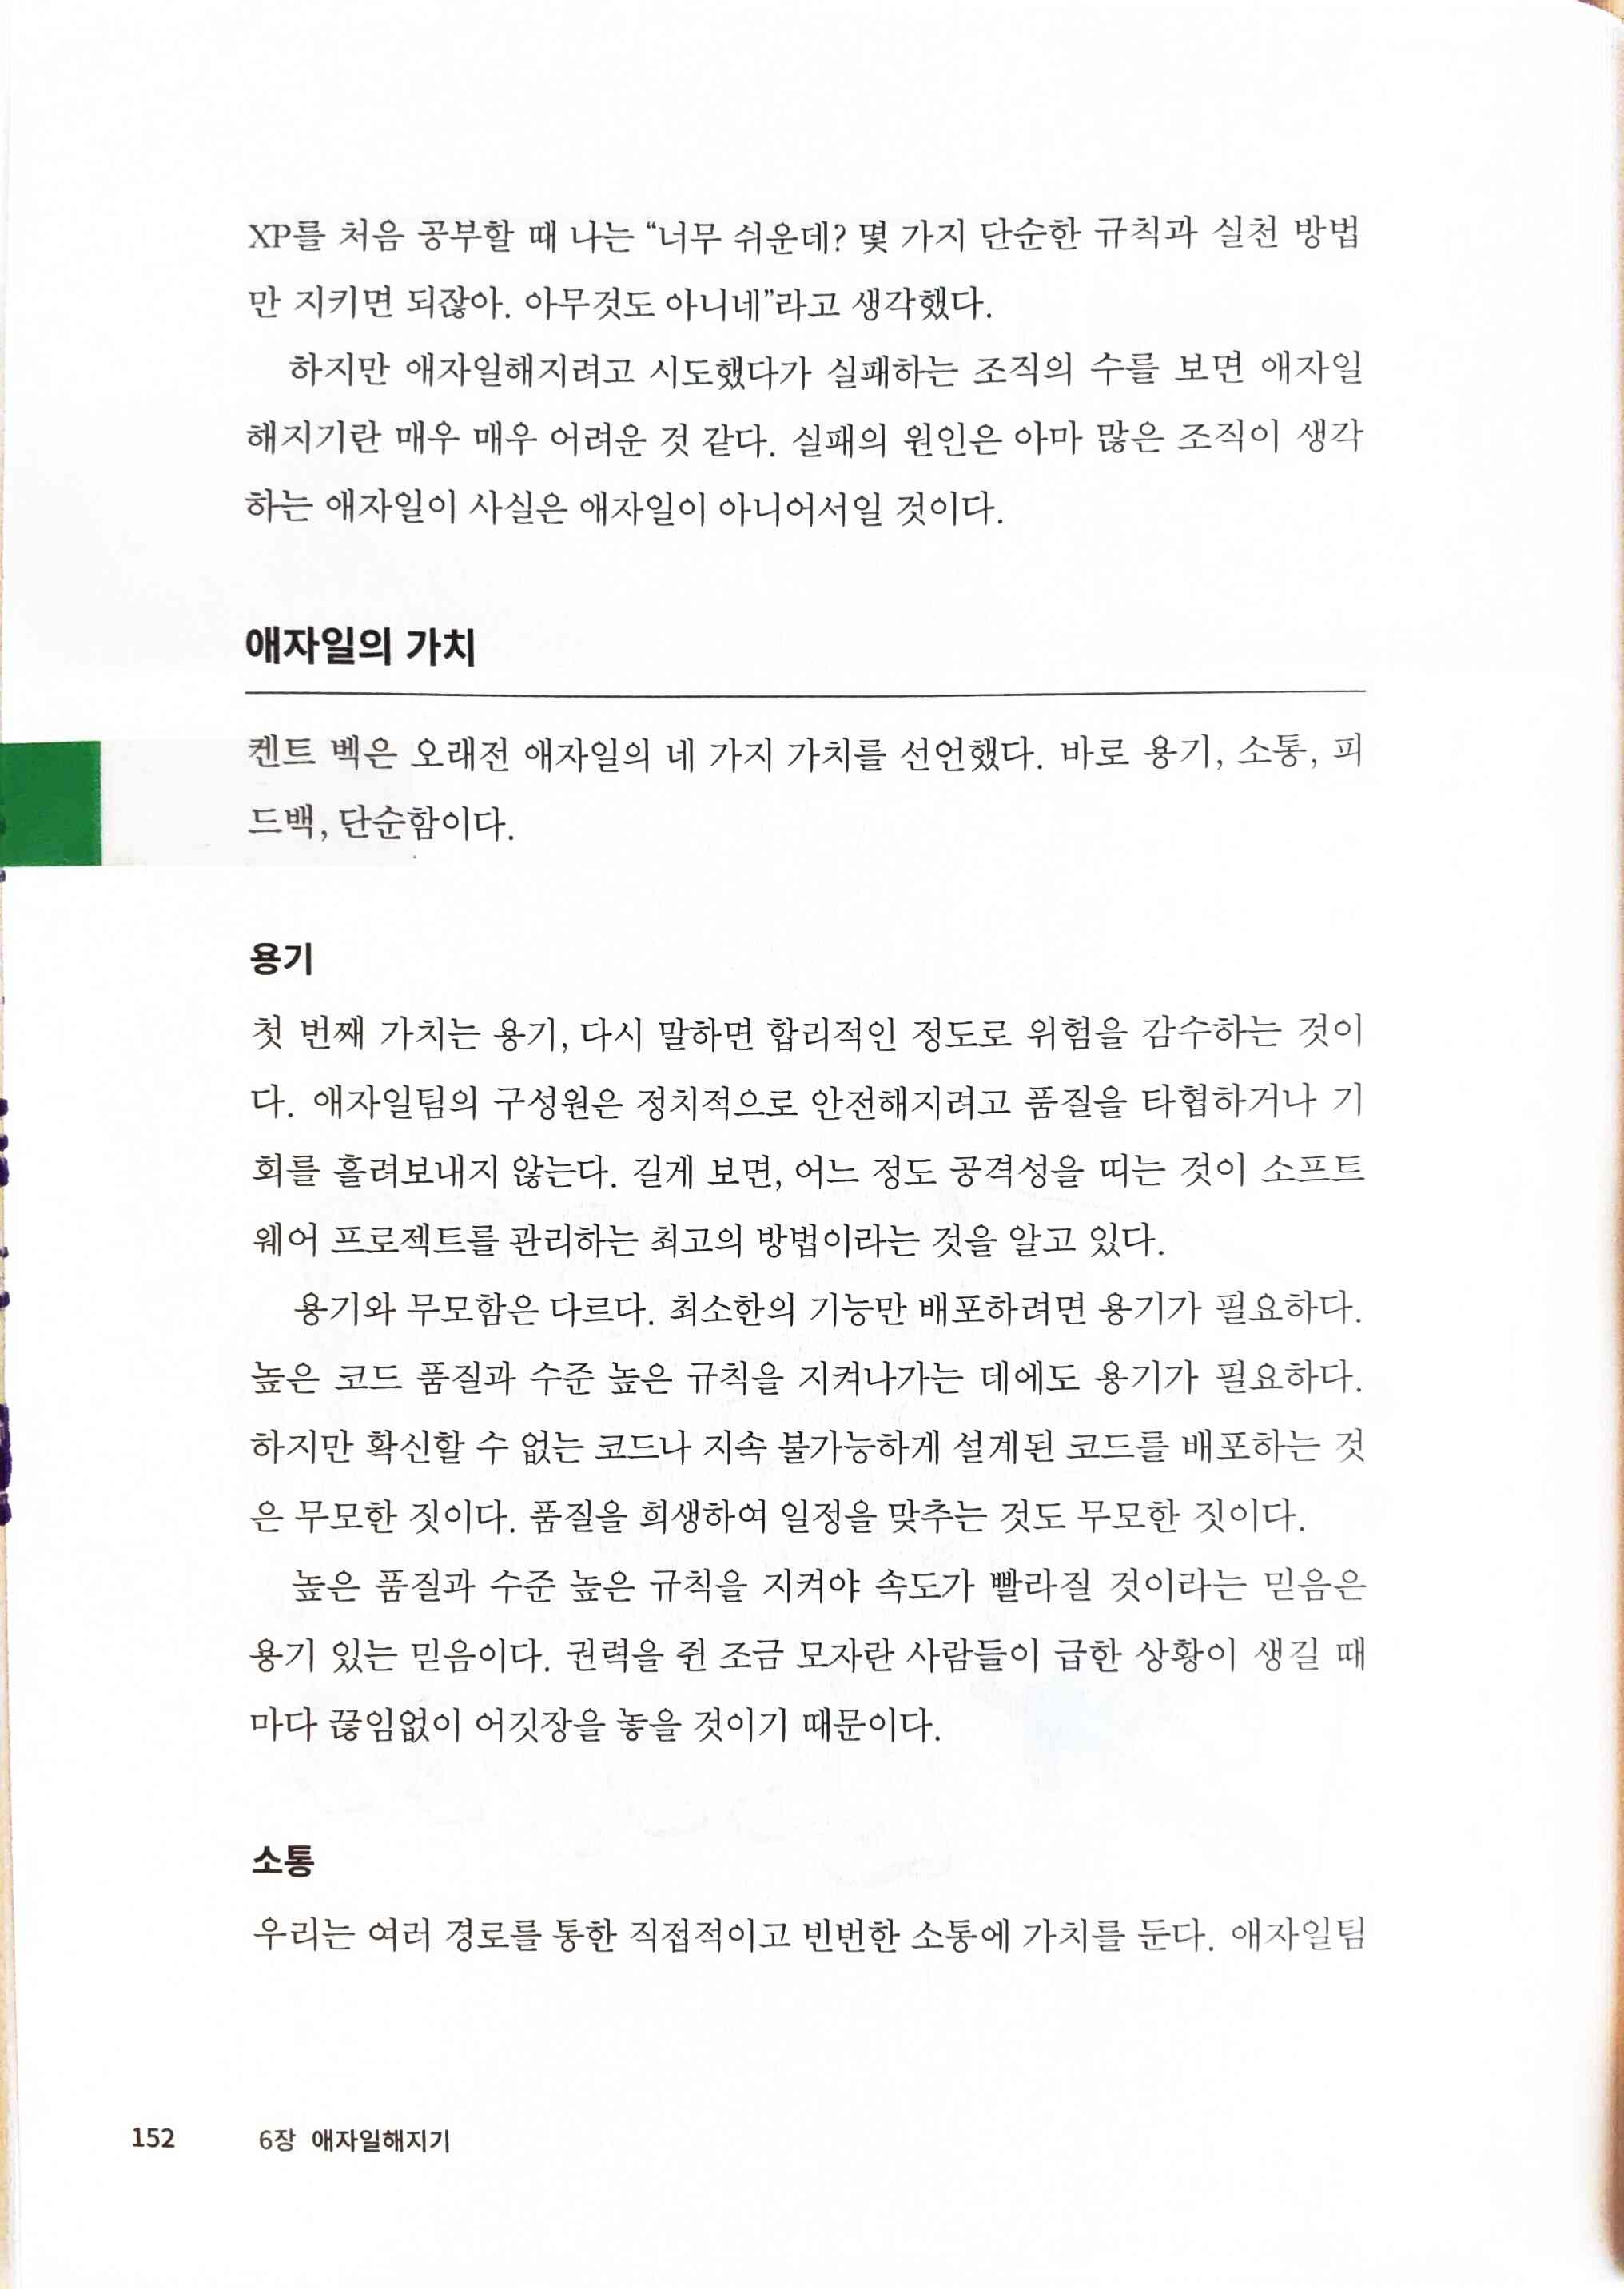 XP를 처음 공부할 때 나는 “너무 쉬운데? 몇 가지 단순한 규칙과 실천 방법
만 지키면 되잖아. 아무것도 아니네”라고 생각했다.
하지만 애자일해지려고 시도했다가 실패하는 조직의 수를 보면 애자일
해지기란 매우 매우 어려운 것 같다. 실패의 원인은 아마 많은 조직이 생각
하는 애자일이 사실은 애자일이 아니어서일 것이다.
애자일의 가치
켄트 벡은 오래전 애자일의 네 가지 가치를 선언했다. 바로 용기, 소통, 피
드백, 단순함이다.
용기
첫 번째 가치는 용기, 다시 말하면 합리적인 정도로 위험을 감수하는 것이
다. 애자일팀의 구성원은 정치적으로 안전해지려고 품질을 타협하거나 기
회를 흘려보내지 않는다. 길게 보면, 어느 정도 공격성을 띠는 것이 소프트
웨어 프로젝트를 관리하는 최고의 방법이라는 것을 알고 있다.
용기와 무모함은 다르다. 최소한의 기능만 배포하려면 용기가 필요하다.
높은 코드 품질과 수준 높은 규칙을 지켜나가는 데에도 용기가 필요하다.
하지만 확신할 수 없는 코드나 지속 불가능하게 설계된 코드를 배포하는 것
은 무모한 짓이다. 품질을 희생하여 일정을 맞추는 것도 무모한 짓이다.
높은 품질과 수준 높은 규칙을 지켜야 속도가 빨라질 것이라는 믿음은
용기 있는 믿음이다. 권력을 쥔 조금 모자란 사람들이 급한 상황이 생길 때
마다 끊임없이 어깃장을 놓을 것이기 때문이다.
소통
우리는 여러 경로를 통한 직접적이고 빈번한 소통에 가치를 둔다. 애자일팀
152 6장 애자일해지기